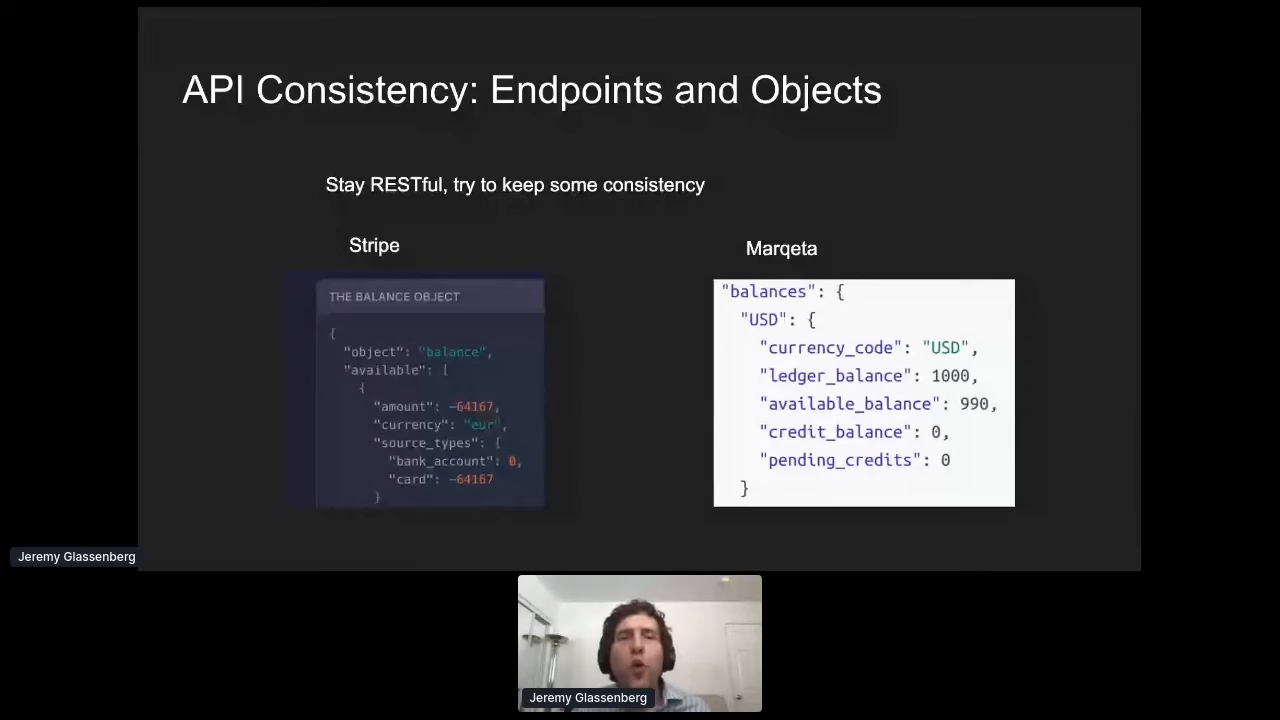 API Consistency: Endpoints and Objects
Stay RESTful, try to keep some consistency
Stripe
THE BALANCE OBJECT
{
"object": "balance",
"available": [
{
"amount": -64167,
"currency": "eur",
"source_types": {
"bank_account": 0,
"card": -64167
}
Marqeta
"balances": {
"USD": {
"currency_code": "USD",
"ledger_balance": 1000,
"available_balance": 990,
"credit_balance": 0,
"pending_credits": 0
}
Jeremy Glassenberg
Jeremy Glassenberg